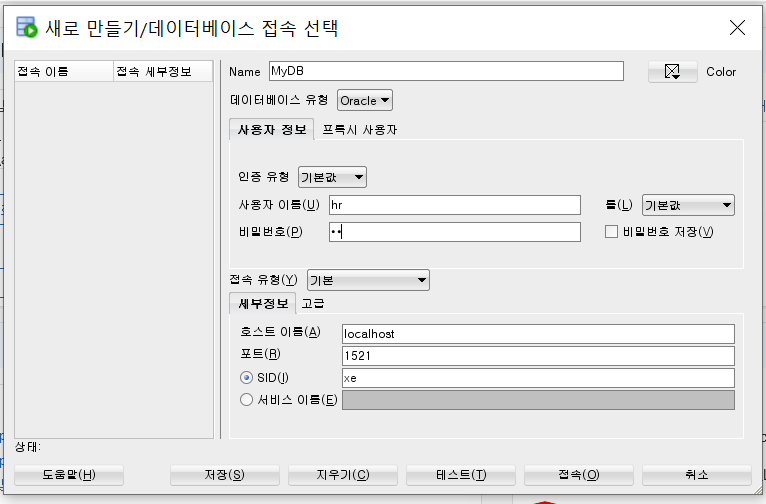 새로 만들기/데이터베이스 접속 선택
접속 이름 접속 세부정보
Name MyDB Color
데이터베이스 유형 Oracle
사용자 정보 프록시 사용자
인증 유형 기본값
사용자 이름(U) hr 롤(L) 기본값
비밀번호(P) •• 비밀번호 저장(V)
접속 유형(Y) 기본
세부정보 고급
호스트 이름(A) localhost
포트(R) 1521
SID(I) xe
서비스 이름(E)
상태:
도움말(H) 저장(S) 지우기(C) 테스트(T) 접속(O) 취소